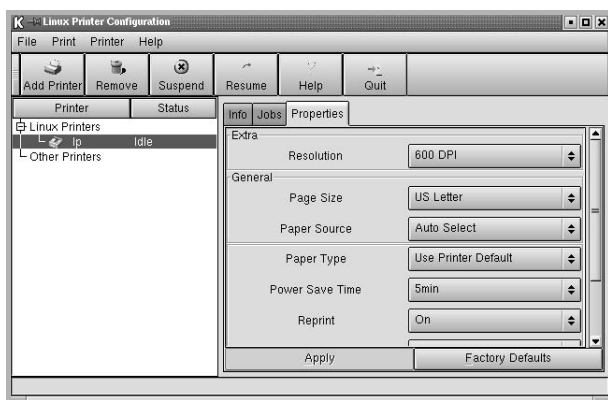 Linux Printer Configuration
File Print Printer Help
Add Printer Remove Suspend Resume Help Quit
Printer Status
Linux Printers
lp Idle
Other Printers
Info Jobs Properties
Extra
Resolution 600 DPI
General
Page Size US Letter
Paper Source Auto Select
Paper Type Use Printer Default
Power Save Time 5min
Reprint On
Apply Factory Defaults